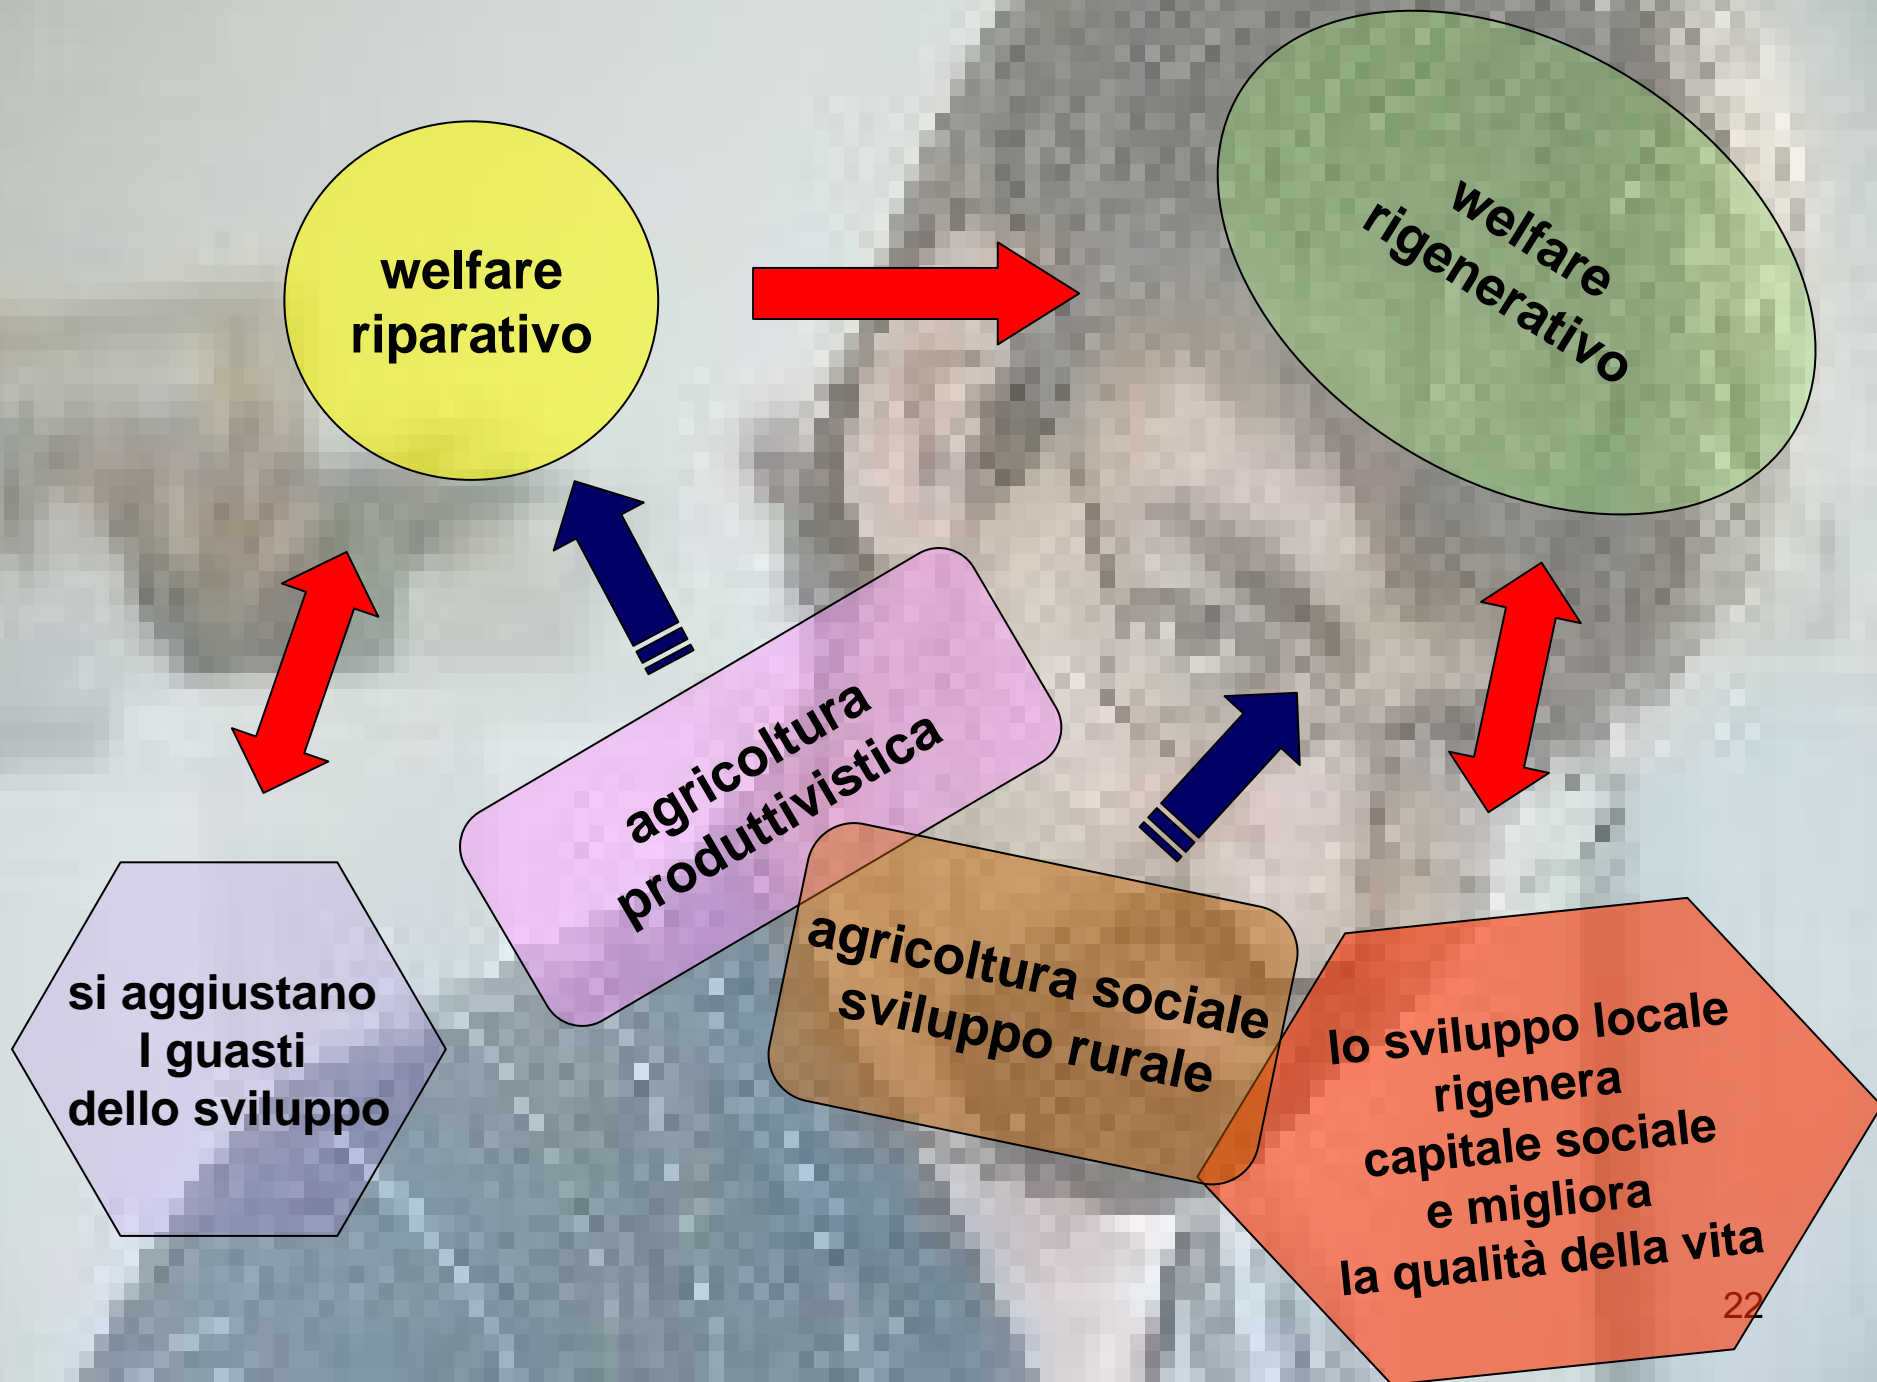 welfare
riparativo
welfare
rigenerativo
agricoltura
produttivistica
agricoltura sociale
sviluppo rurale
si aggiustano
I guasti
dello sviluppo
lo sviluppo locale
rigenera
capitale sociale
e migliora
la qualità della vita
22